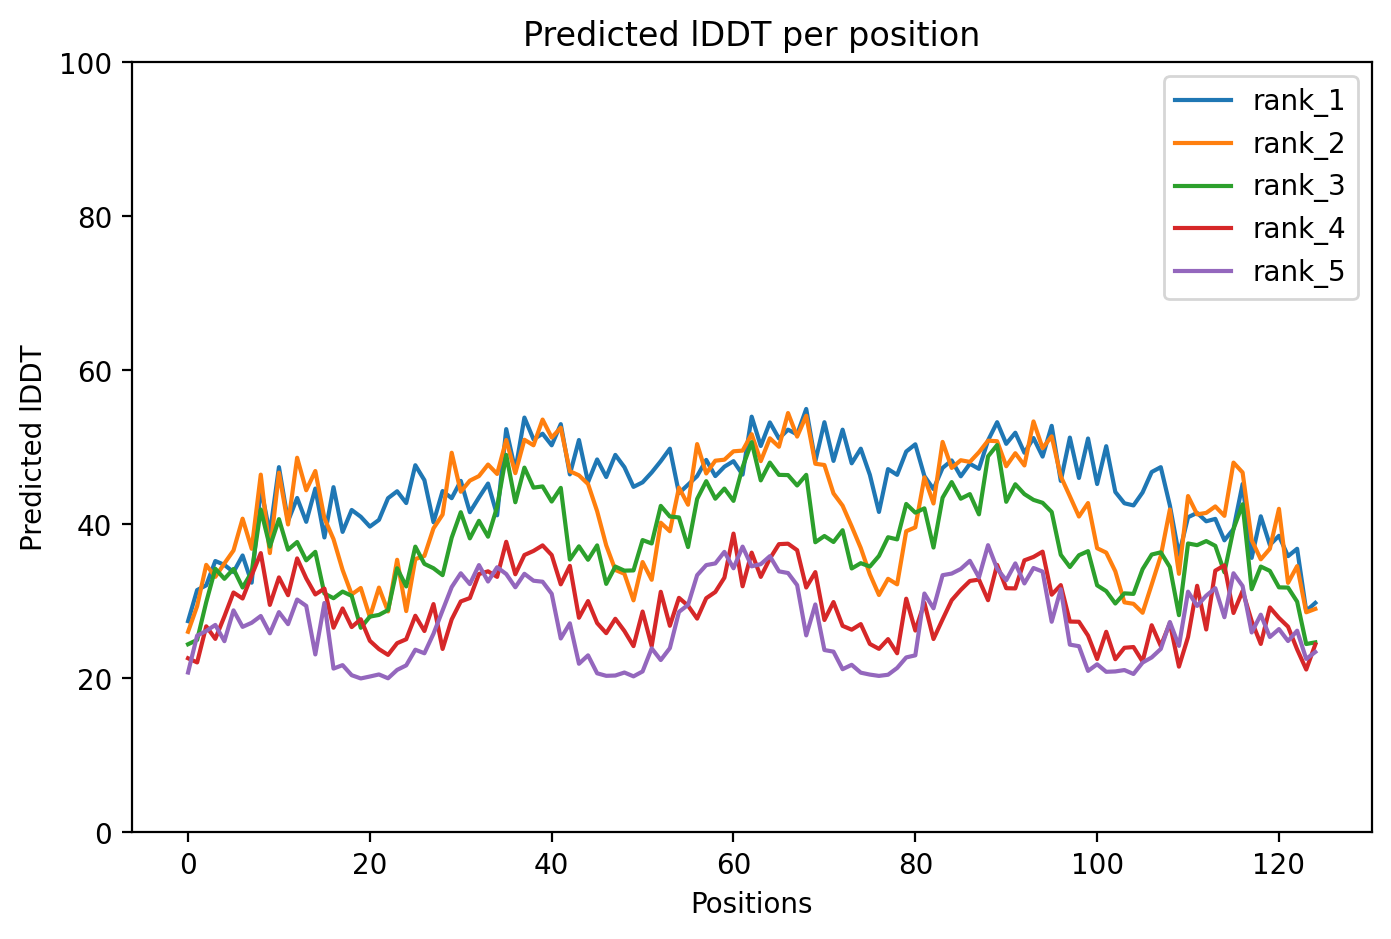 Predicted lDDT per position
100
80
60
40
20
0
Predicted lDDT
rank_1
rank_2
rank_3
rank_4
rank_5
0 20 40 60 80 100 120
Positions